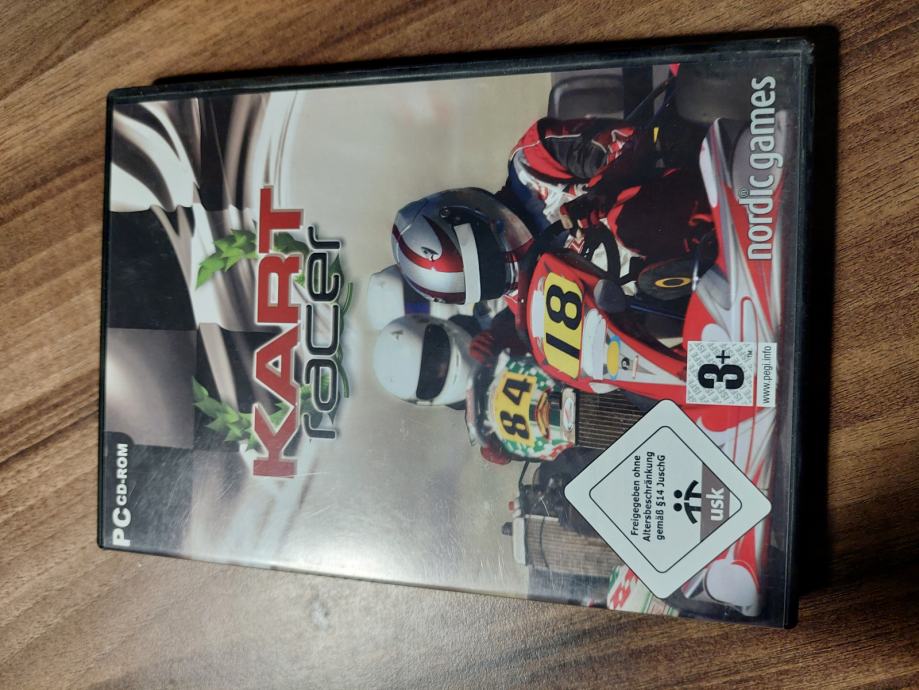 PC CD-ROM
KART
racer
84
18
Freigegeben ohne
Altersbeschränkung
gemäß §14 JuschG
usk
3+
™
www.pegi.info
nordic games®